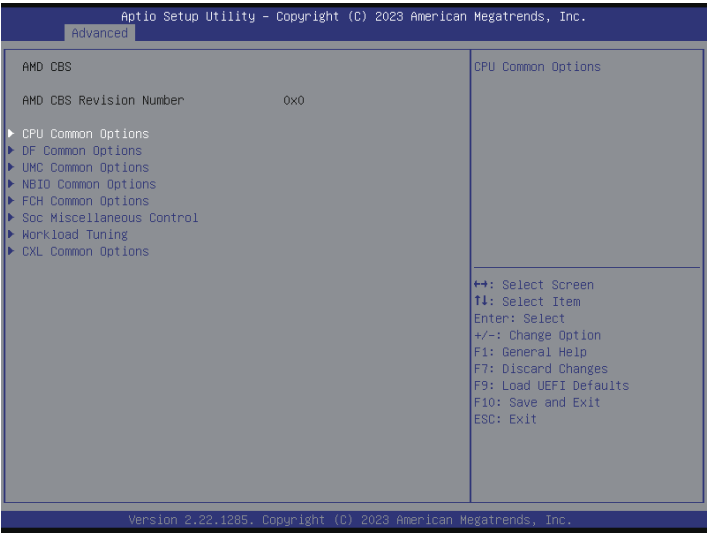 Aptio Setup Utility – Copyright (C) 2023 American Megatrends, Inc.
Advanced
AMD CBS
AMD CBS Revision Number 0x0
CPU Common Options
DF Common Options
UMC Common Options
NBIO Common Options
FCH Common Options
Soc Miscellaneous Control
Workload Tuning
CXL Common Options
CPU Common Options
↔: Select Screen
↑↓: Select Item
Enter: Select
+/-: Change Option
F1: General Help
F7: Discard Changes
F9: Load UEFI Defaults
F10: Save and Exit
ESC: Exit
Version 2.22.1285. Copyright (C) 2023 American Megatrends, Inc.